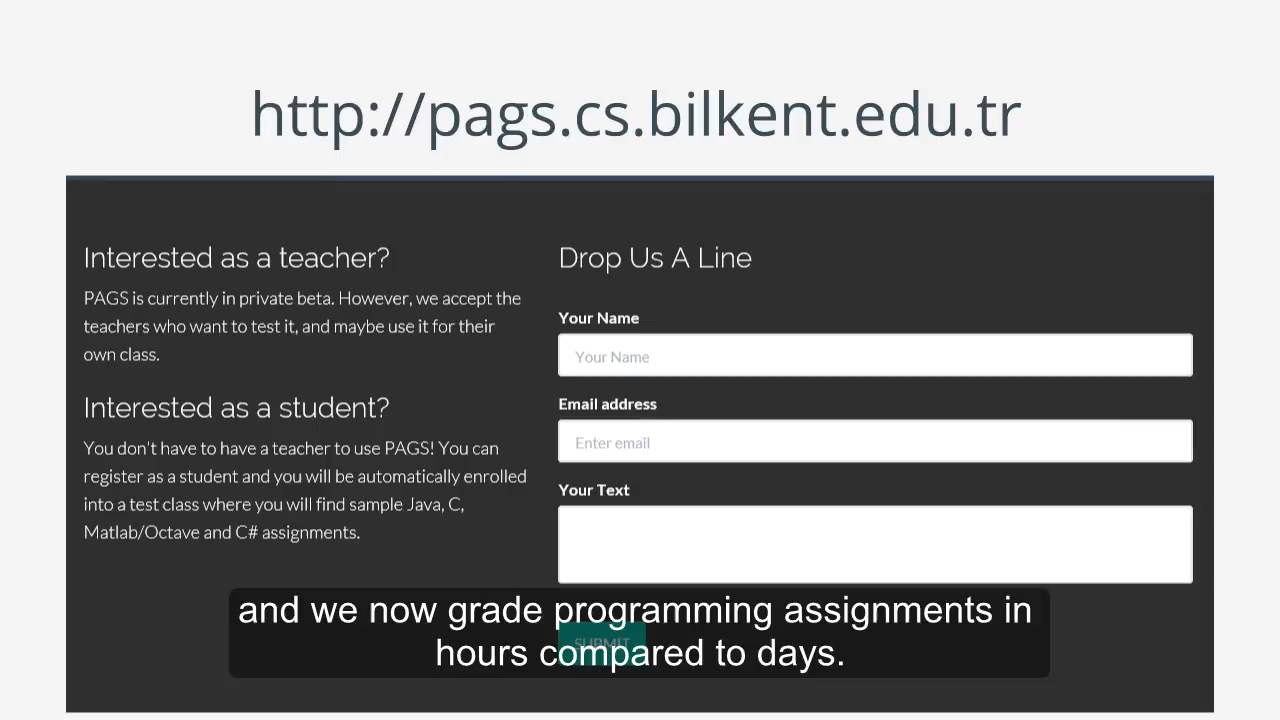 http://pags.cs.bilkent.edu.tr
Interested as a teacher?
PAGS is currently in private beta. However, we accept the
teachers who want to test it, and maybe use it for their
own class.
Interested as a student?
You don't have to have a teacher to use PAGS! You can
register as a student and you will be automatically enrolled
into a test class where you will find sample Java, C,
Matlab/Octave and C# assignments.
Drop Us A Line
Your Name
Your Name
Email address
Enter email
Your Text
SUBMIT
and we now grade programming assignments in
hours compared to days.